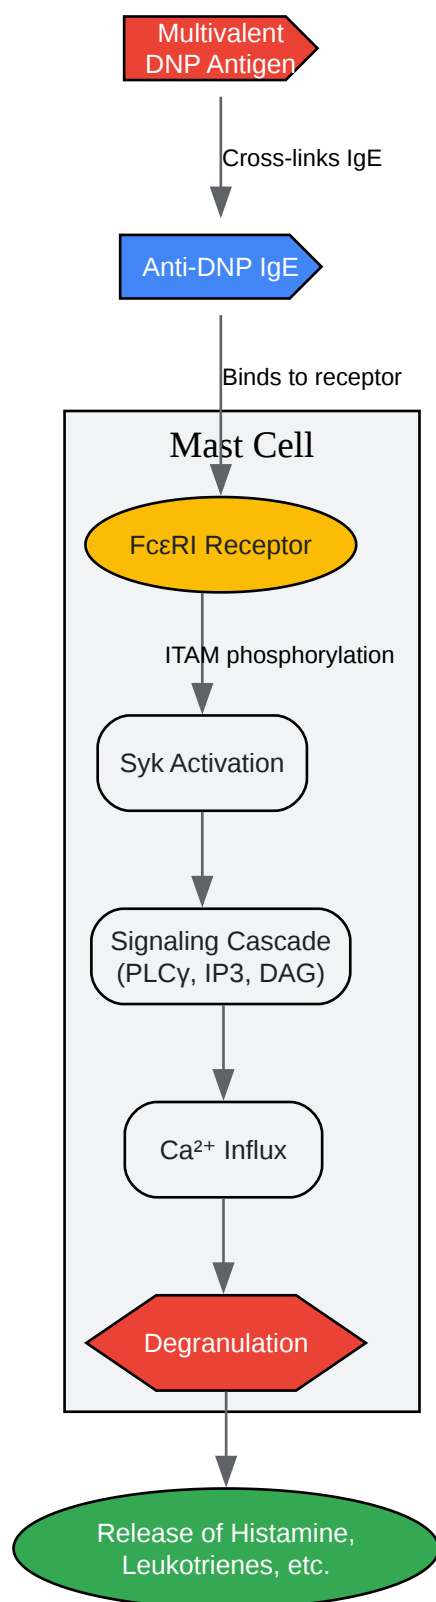 Multivalent
DNP Antigen
Cross-links IgE
Anti-DNP IgE
Binds to receptor
Mast Cell
FcεRI Receptor
ITAM phosphorylation
Syk Activation
Signaling Cascade
(PLCγ, IP3, DAG)
Ca²⁺ Influx
Degranulation
Release of Histamine,
Leukotrienes, etc.